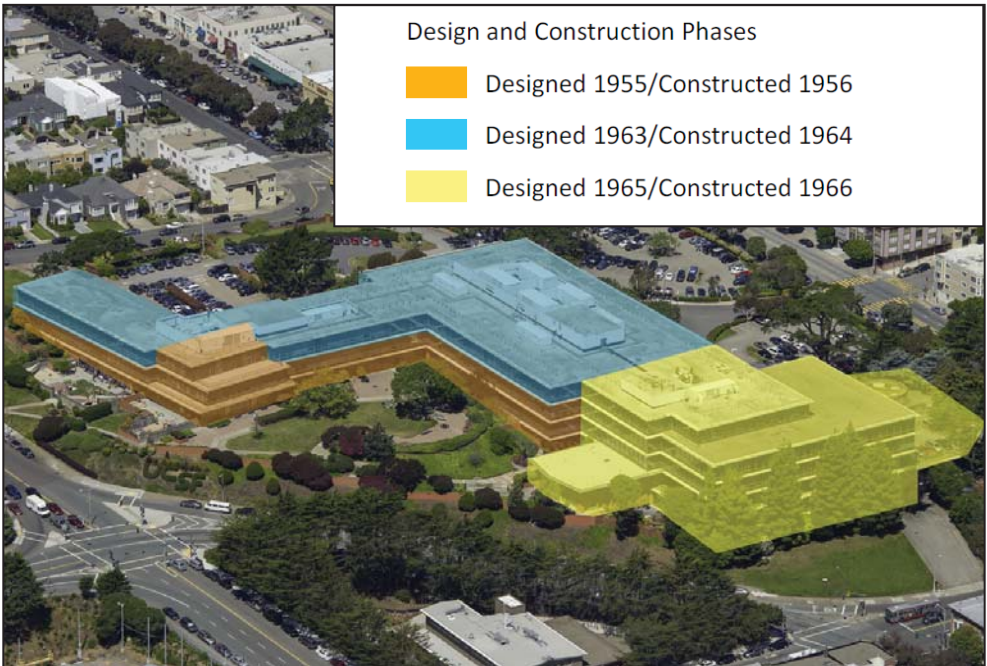 Design and Construction Phases
Designed 1955/Constructed 1956
Designed 1963/Constructed 1964
Designed 1965/Constructed 1966